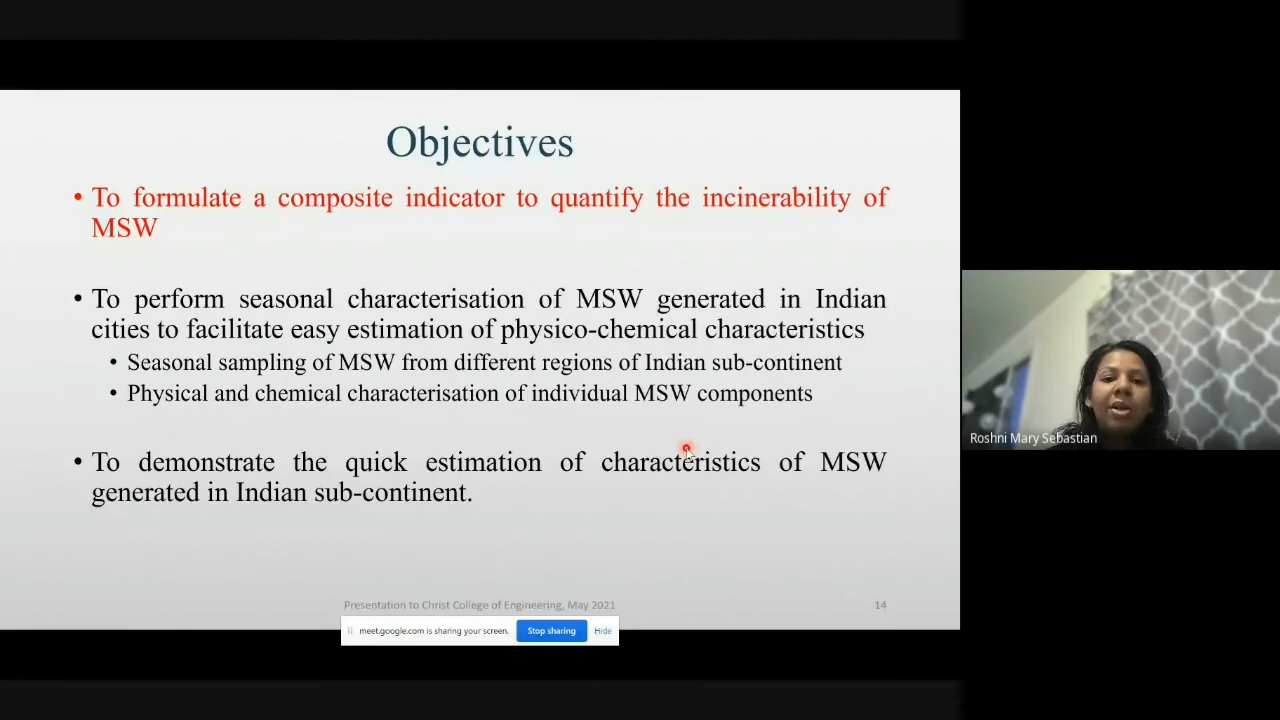 Objectives
• To formulate a composite indicator to quantify the incinerability of
MSW
• To perform seasonal characterisation of MSW generated in Indian
cities to facilitate easy estimation of physico-chemical characteristics
• Seasonal sampling of MSW from different regions of Indian sub-continent
• Physical and chemical characterisation of individual MSW components
• To demonstrate the quick estimation of characteristics of MSW
generated in Indian sub-continent.
Presentation to Christ College of Engineering, May 2021
14
meet.google.com is sharing your screen. Stop sharing Hide
Roshni Mary Sebastian